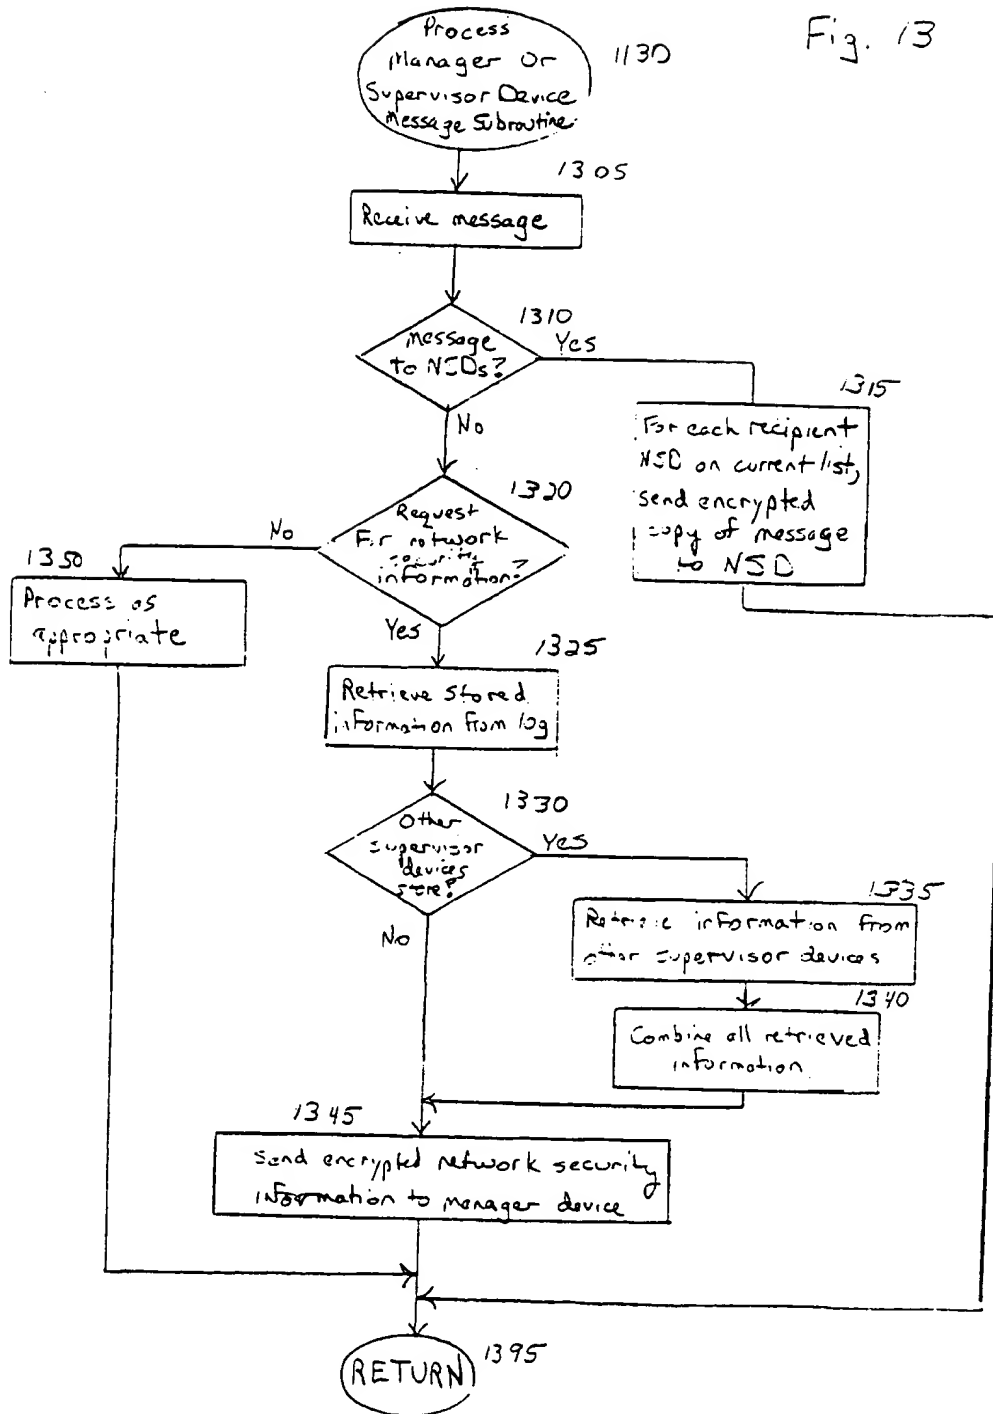 Fig. 13
Process
Manager Or
Supervisor Device
Message Subroutine
1130
1305
Receive message
1310
Message
to NSDs?
Yes
No
1315
For each recipient
NSD on current list,
send encrypted
copy of message
to NSD
1320
Request
For network
security
information?
No
Yes
1350
Process as
appropriate
1325
Retrieve stored
information from log
1330
Other
supervisor
devices
store?
Yes
No
1335
Retrieve information from
other supervisor devices
1340
Combine all retrieved
information
1345
Send encrypted network security
information to manager device
RETURN
1395